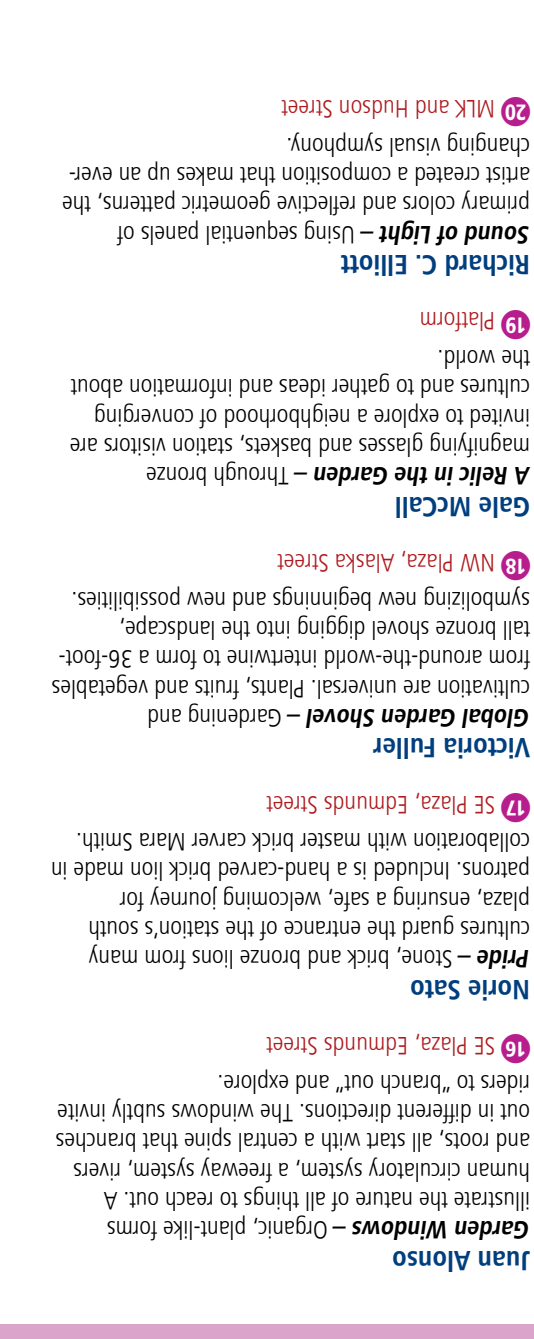 Juan Alonso
Garden Windows – Organic, plant-like forms
illustrate the nature of all things to reach out. A
human circulatory system, a freeway system, rivers
and roots, all start with a central spine that branches
out in different directions. The windows subtly invite
riders to "branch out" and explore.
16 SE Plaza, Edmunds Street
Norie Sato
Pride – Stone, brick and bronze lions from many
cultures guard the entrance of the station's south
plaza, ensuring a safe, welcoming journey for
patrons. Included is a hand-carved brick lion made in
collaboration with master brick carver Mara Smith.
17 SE Plaza, Edmunds Street
Victoria Fuller
Global Garden Shovel – Gardening and
cultivation are universal. Plants, fruits and vegetables
from around-the-world intertwine to form a 36-foot-
tall bronze shovel digging into the landscape,
symbolizing new beginnings and new possibilities.
18 NW Plaza, Alaska Street
Gale McCall
A Relic in the Garden – Through bronze
magnifying glasses and baskets, station visitors are
invited to explore a neighborhood of converging
cultures and to gather ideas and information about
the world.
19 Platform
Richard C. Elliott
Sound of Light – Using sequential panels of
primary colors and reflective geometric patterns, the
artist created a composition that makes up an ever-
changing visual symphony.
20 MLK and Hudson Street